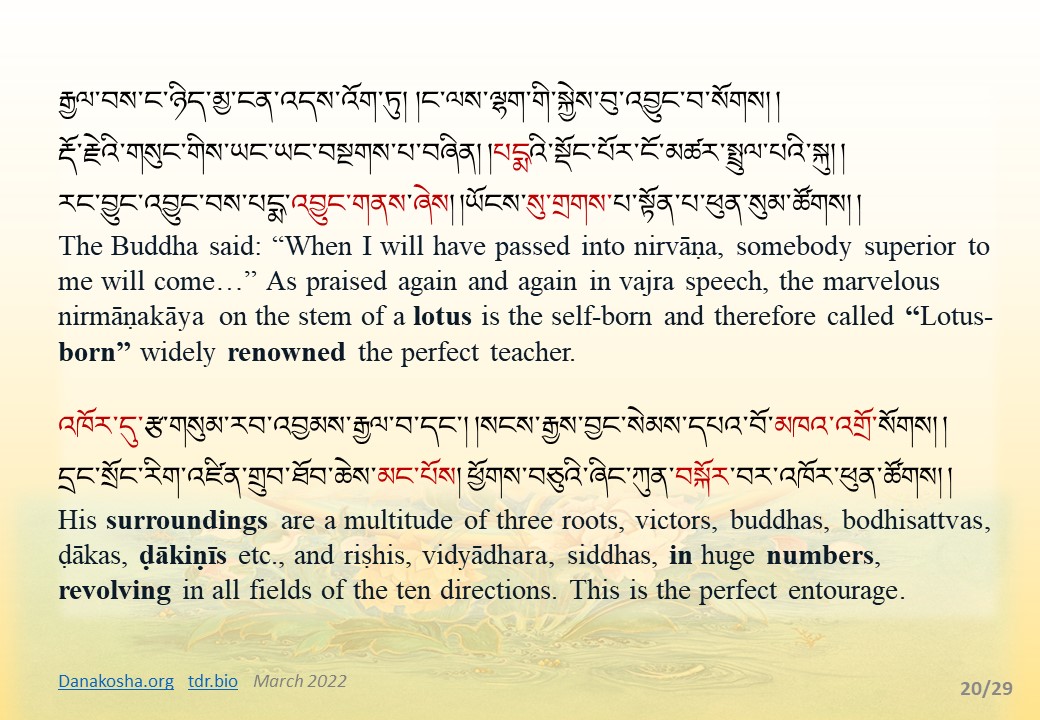 རྒྱལ་བས་ང་ཉིད་མྱ་ངན་འདས་འོག་ཏུ། །ང་ལས་ལྷག་གི་སྐྱེས་བུ་འབྱུང་བ་སོགས། །
རྡོ་རྗེའི་གསུང་གིས་ཡང་ཡང་བསྔགས་པ་བཞིན། །པདྨའི་སྡོང་པོར་ངོ་མཚར་སྤྲུལ་པའི་སྐུ། །
རང་བྱུང་འབྱུང་བས་པདྨ་འབྱུང་གནས་ཞེས། །ཡོངས་སུ་གྲགས་པ་སྟོན་པ་ཕུན་སུམ་ཚོགས། །
The Buddha said: “When I will have passed into nirvāṇa, somebody superior to
me will come…” As praised again and again in vajra speech, the marvelous
nirmāṇakāya on the stem of a lotus is the self-born and therefore called “Lotus-
born” widely renowned the perfect teacher.
འཁོར་དུ་རྩ་གསུམ་རབ་འབྱམས་རྒྱལ་བ་དང་། །སངས་རྒྱས་བྱང་སེམས་དཔའ་བོ་མཁའ་འགྲོ་སོགས། །
དྲང་སྲོང་རིག་འཛིན་གྲུབ་ཐོབ་ཆེས་མང་པོས། ཕྱོགས་བཅུའི་ཞིང་ཀུན་བསྐོར་བར་འཁོར་ཕུན་ཚོགས། །
His surroundings are a multitude of three roots, victors, buddhas, bodhisattvas,
ḍākas, ḍākiṇīs etc., and ṛishis, vidyādhara, siddhas, in huge numbers,
revolving in all fields of the ten directions. This is the perfect entourage.
Danakosha.org tdr.bio March 2022
20/29